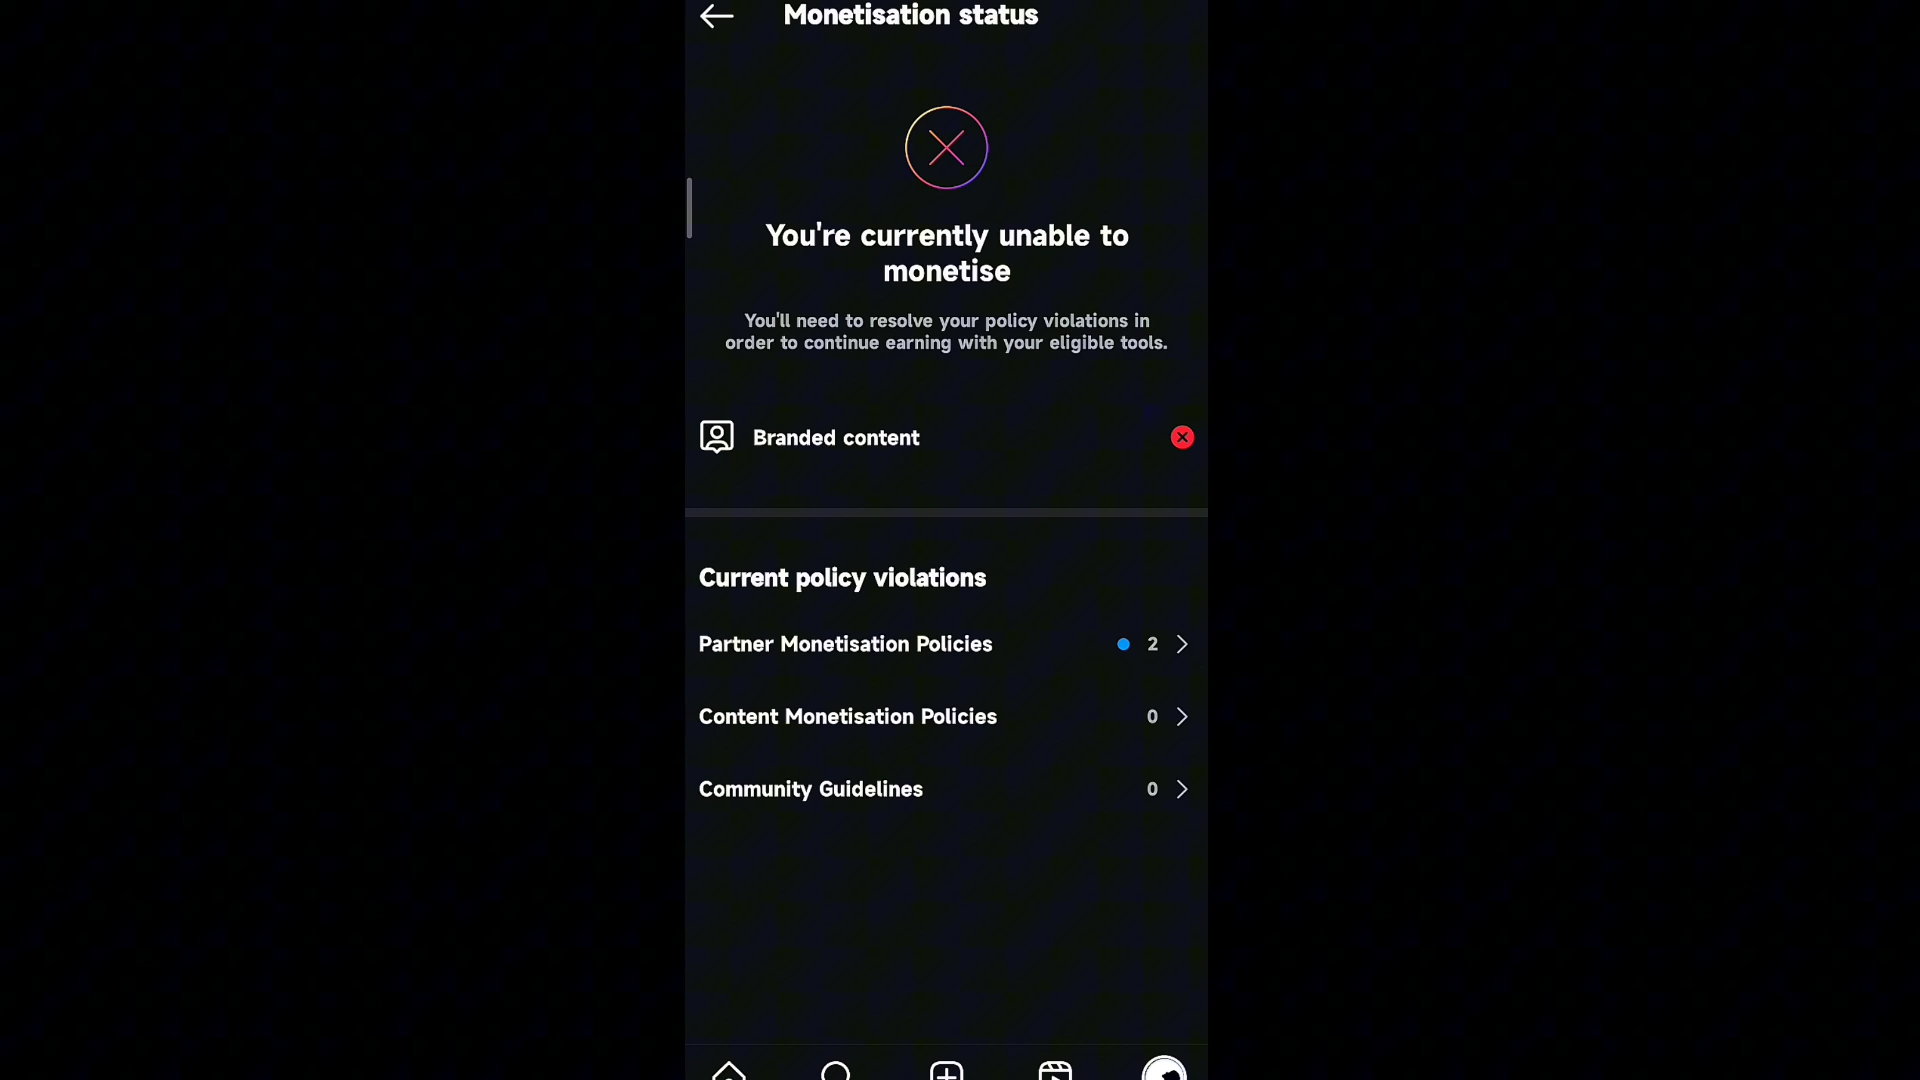 Monetisation status
You're currently unable to
monetise
You'll need to resolve your policy violations in
order to continue earning with your eligible tools.
Branded content
Current policy violations
Partner Monetisation Policies 2
Content Monetisation Policies 0
Community Guidelines 0